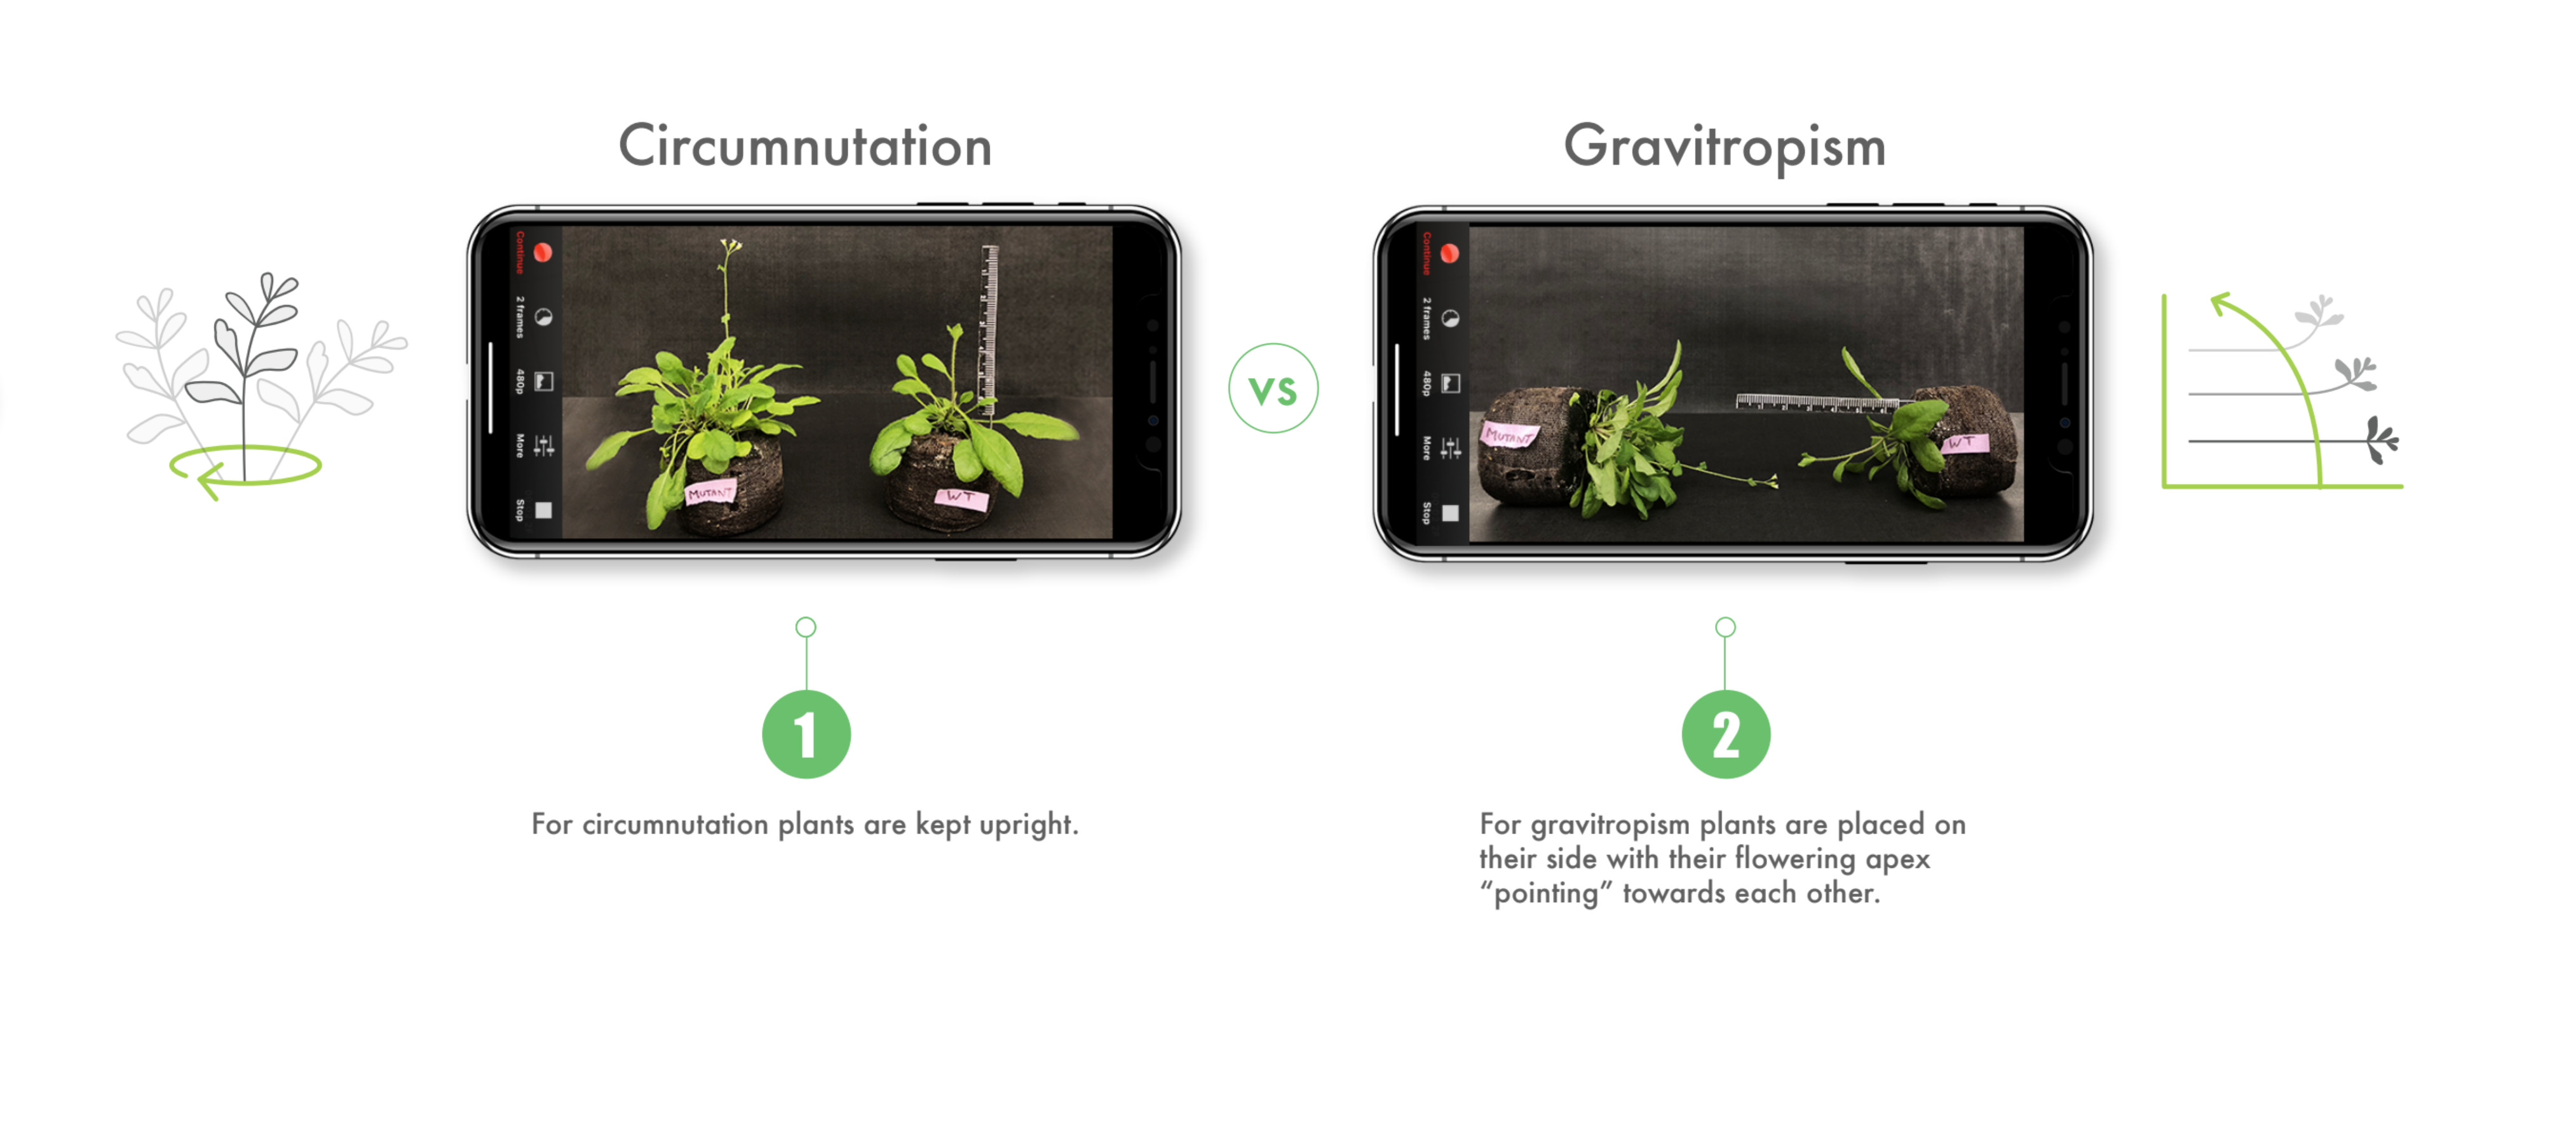 Circumnutation
Gravitropism
Continue
2 frames
480p
More
Stop
MUTANT
WT
vs
Continue
2 frames
480p
More
Stop
MUTANT
WT
1
For circumnutation plants are kept upright.
2
For gravitropism plants are placed on
their side with their flowering apex
“pointing” towards each other.